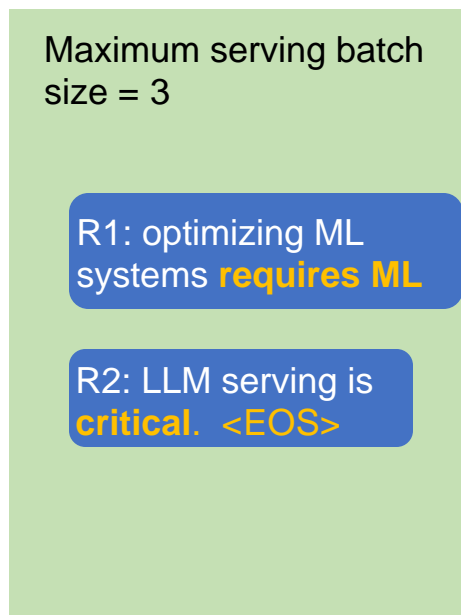 Maximum serving batch
size = 3
R1: optimizing ML
systems requires ML
R2: LLM serving is
critical. <EOS>